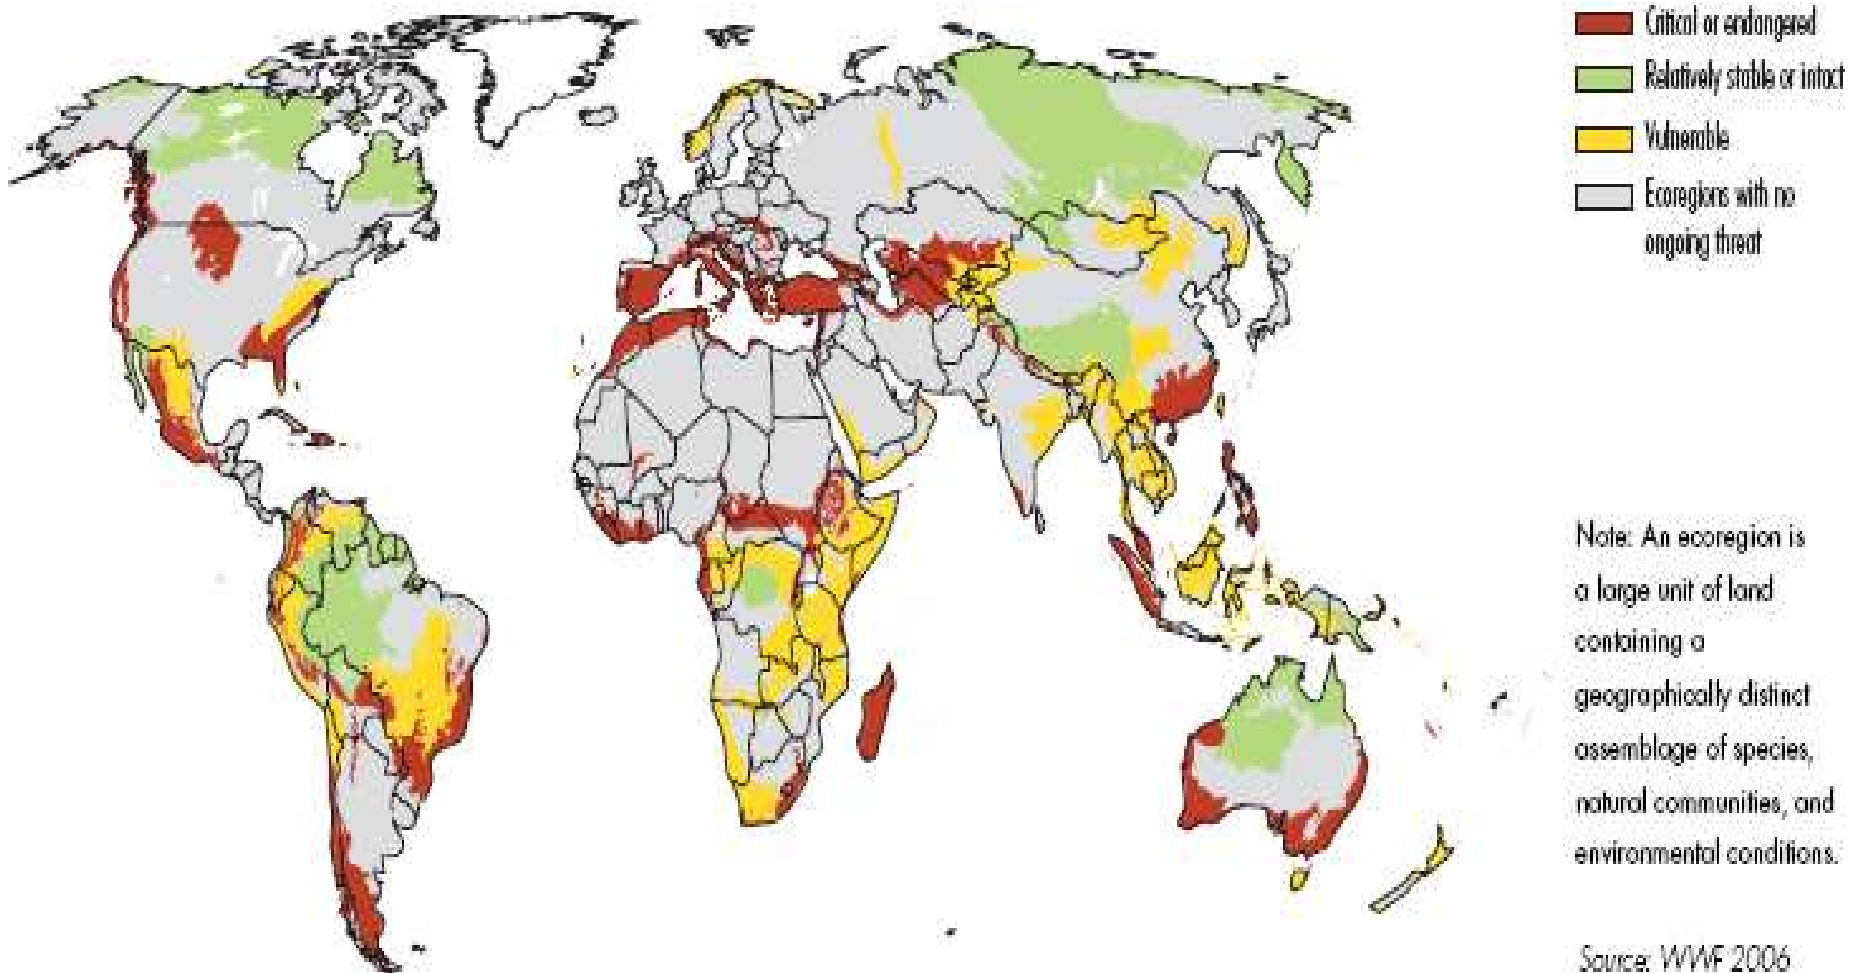 Critical or endangered
Relatively stable or intact
Vulnerable
Ecoregions with no
ongoing threat
Note: An ecoregion is
a large unit of land
containing a
geographically distinct
assemblage of species,
natural communities, and
environmental conditions.
Source: WWF 2006